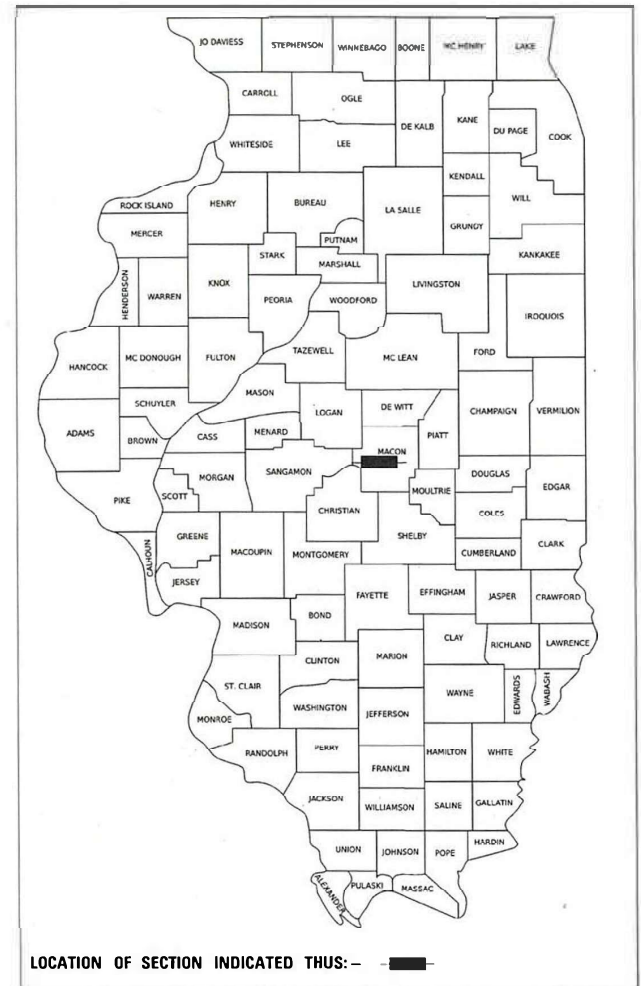 JO DAVIESS STEPHENSON WINNEBAGO BOONE MC HENRY LAKE
CARROLL OGLE
DE KALB KANE DU PAGE COOK
WHITESIDE LEE
KENDALL
ROCK ISLAND HENRY BUREAU LA SALLE WILL
MERCER PUTNAM GRUNDY
STARK MARSHALL KANKAKEE
HENDERSON WARREN KNOX PEORIA WOODFORD LIVINGSTON
IROQUOIS
HANCOCK MC DONOUGH FULTON TAZEWELL MC LEAN FORD
MASON
SCHUYLER LOGAN DE WITT CHAMPAIGN VERMILION
ADAMS BROWN CASS MENARD PIATT
MACON
MORGAN SANGAMON DOUGLAS
PIKE SCOTT MOULTRIE EDGAR
CHRISTIAN COLES
GREENE MACOUPIN MONTGOMERY SHELBY
CALHOUN CUMBERLAND CLARK
JERSEY FAYETTE EFFINGHAM JASPER CRAWFORD
MADISON BOND
CLAY RICHLAND LAWRENCE
CLINTON MARION
ST. CLAIR WAYNE EDWARDS WABASH
WASHINGTON JEFFERSON
MONROE
RANDOLPH PERRY HAMILTON WHITE
FRANKLIN
JACKSON WILLIAMSON SALINE GALLATIN
UNION JOHNSON POPE HARDIN
ALEXANDER PULASKI MASSAC
LOCATION OF SECTION INDICATED THUS: –